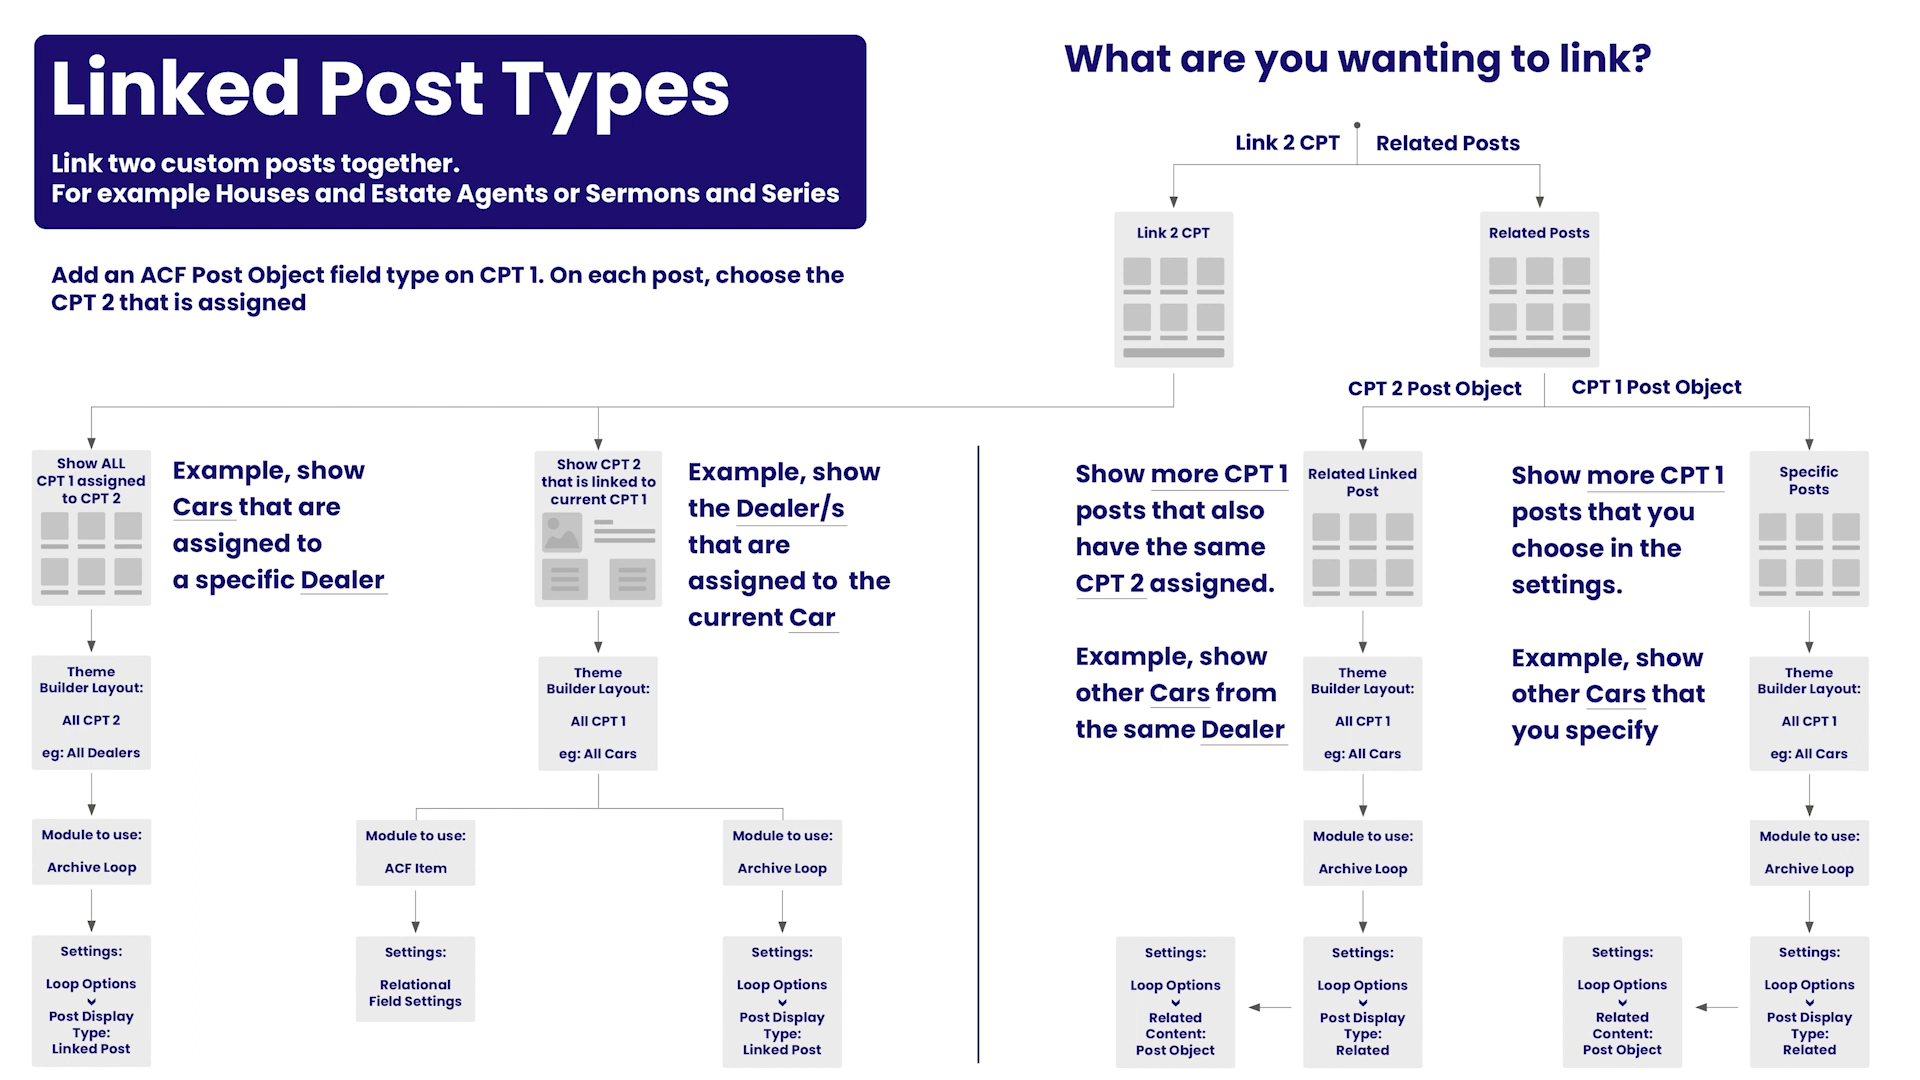 Linked Post Types
Link two custom posts together.
For example Houses and Estate Agents or Sermons and Series
Add an ACF Post Object field type on CPT 1. On each post, choose the
CPT 2 that is assigned
What are you wanting to link?
Link 2 CPT
Related Posts
Link 2 CPT
Related Posts
CPT 2 Post Object
CPT 1 Post Object
Show ALL
CPT 1 assigned
to CPT 2
Example, show
Cars that are
assigned to
a specific Dealer
Theme
Builder Layout:
All CPT 2
eg: All Dealers
Module to use:
Archive Loop
Settings:
Loop Options
Post Display
Type:
Linked Post
Show CPT 2
that is linked to
current CPT 1
Example, show
the Dealer/s
that are
assigned to the
current Car
Theme
Builder Layout:
All CPT 1
eg: All Cars
Module to use:
ACF Item
Settings:
Relational
Field Settings
Module to use:
Archive Loop
Settings:
Loop Options
Post Display
Type:
Linked Post
Show more CPT 1
posts that also
have the same
CPT 2 assigned.
Example, show
other Cars from
the same Dealer
Related Linked
Post
Theme
Builder Layout:
All CPT 1
eg: All Cars
Module to use:
Archive Loop
Settings:
Loop Options
Post Display
Type:
Related
Settings:
Loop Options
Related
Content:
Post Object
Show more CPT 1
posts that you
choose in the
settings.
Example, show
other Cars that
you specify
Specific
Posts
Theme
Builder Layout:
All CPT 1
eg: All Cars
Module to use:
Archive Loop
Settings:
Loop Options
Post Display
Type:
Related
Settings:
Loop Options
Related
Content:
Post Object